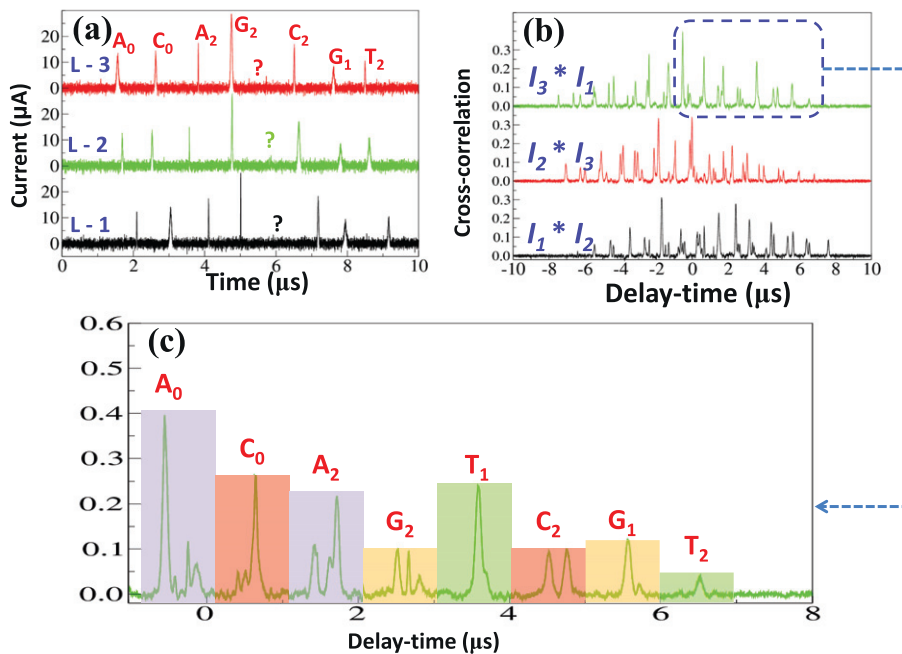 (a)
A₀ C₀ A₂ G₂ C₂ G₁ T₂
L - 3
?
L - 2
?
L - 1
?
30
20
10
0
20
10
0
20
10
0
Current (μA)
0 2 4 6 8 10
Time (μs)
(b)
I₃ * I₁
I₂ * I₃
I₁ * I₂
0.4
0.2
0.0
0.3
0.2
0.1
0.0
0.3
0.2
0.1
0.0
Cross-correlation
-10 -8 -6 -4 -2 0 2 4 6 8 10
Delay-time (μs)
(c)
0.6
0.5
0.4
0.3
0.2
0.1
0.0
A₀ C₀ A₂ G₂ T₁ C₂ G₁ T₂
0 2 4 6 8
Delay-time (μs)